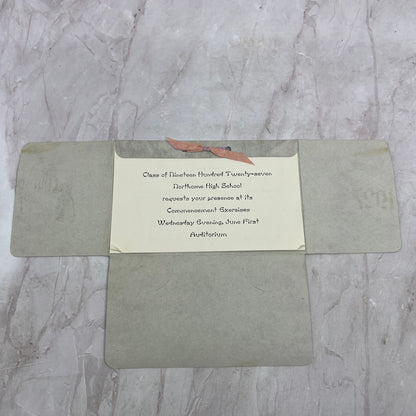 Class of Nineteen Hundred Twenty-seven
Northome High School
requests your presence at its
Commencement Exercises
Wednesday Evening, June First
Auditorium